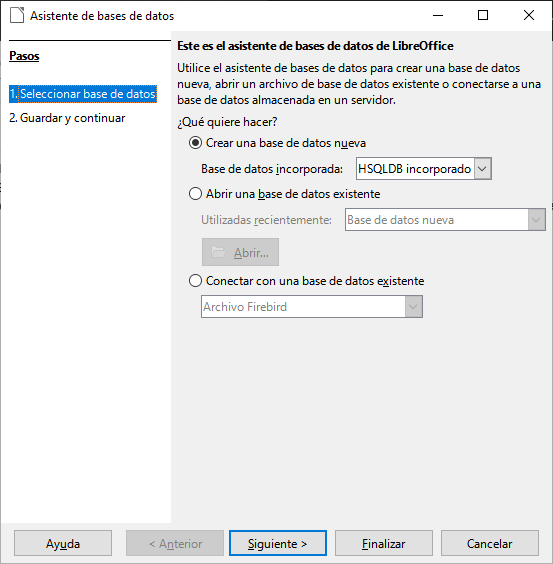 Asistente de bases de datos
Pasos
1. Seleccionar base de datos
2. Guardar y continuar
Este es el asistente de bases de datos de LibreOffice
Utilice el asistente de bases de datos para crear una base de datos
nueva, abrir un archivo de base de datos existente o conectarse a una
base de datos almacenada en un servidor.
¿Qué quiere hacer?
Crear una base de datos nueva
Base de datos incorporada: HSQLDB incorporado
Abrir una base de datos existente
Utilizadas recientemente: Base de datos nueva
Abrir...
Conectar con una base de datos existente
Archivo Firebird
Ayuda < Anterior Siguiente > Finalizar Cancelar